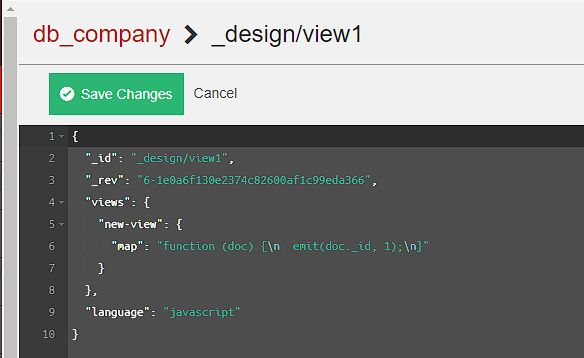 db_company > _design/view1
Save Changes Cancel
1 {
2 "_id": "_design/view1",
3 "_rev": "6-1e0a6f130e2374c82600af1c99eda366",
4 "views": {
5 "new-view": {
6 "map": "function (doc) {\n  emit(doc._id, 1);\n}"
7 }
8 },
9 "language": "javascript"
10 }